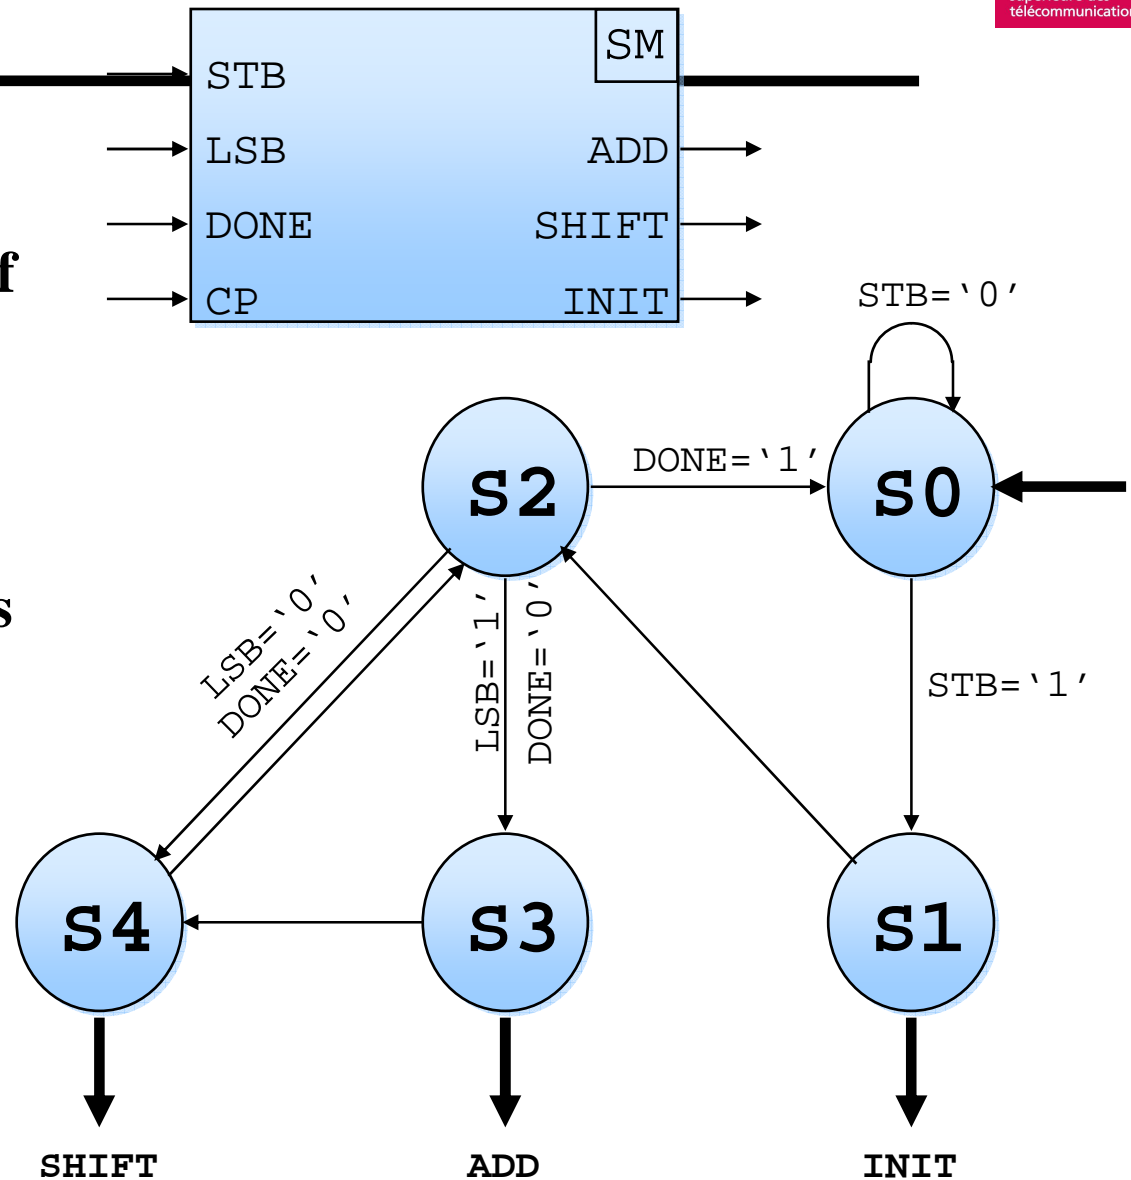 télécommunication
SM
STB
LSB
ADD
DONE
SHIFT
f
CP
INIT
STB=‘0’
S2
DONE=‘1’
S0
s
LSB=‘0’
DONE=‘0’
LSB=‘1’
DONE=‘0’
STB=‘1’
S4
S3
S1
SHIFT
ADD
INIT